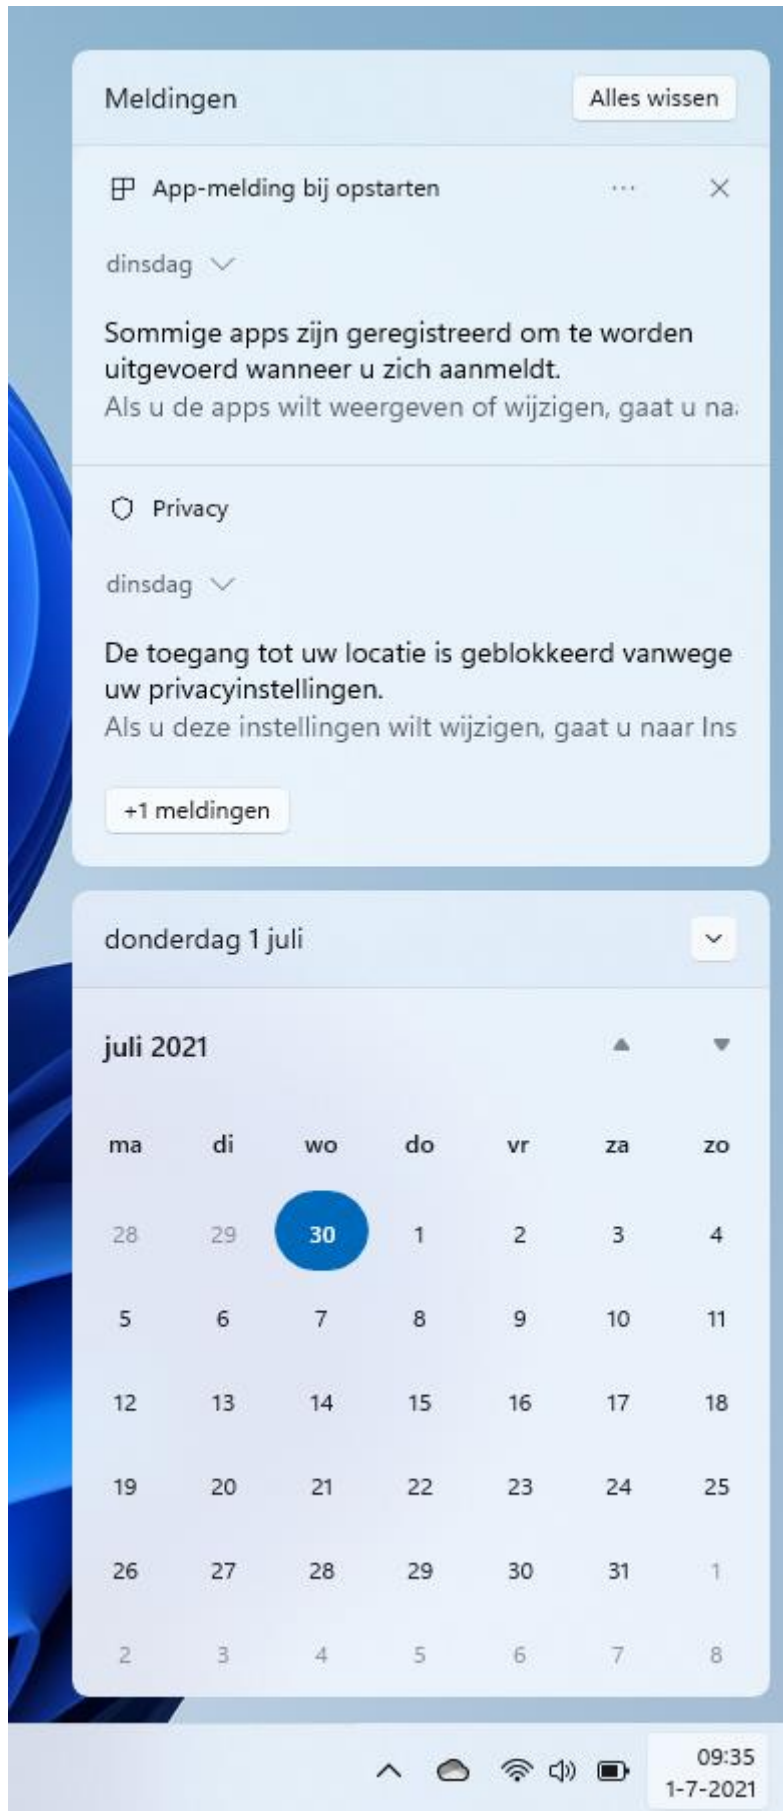 Meldingen
Alles wissen
App-melding bij opstarten
dinsdag
Sommige apps zijn geregistreerd om te worden
uitgevoerd wanneer u zich aanmeldt.
Als u de apps wilt weergeven of wijzigen, gaat u na
Privacy
dinsdag
De toegang tot uw locatie is geblokkeerd vanwege
uw privacyinstellingen.
Als u deze instellingen wilt wijzigen, gaat u naar Ins
+1 meldingen
donderdag 1 juli
juli 2021
ma di wo do vr za zo
28 29 30 1 2 3 4
5 6 7 8 9 10 11
12 13 14 15 16 17 18
19 20 21 22 23 24 25
26 27 28 29 30 31 1
2 3 4 5 6 7 8
09:35
1-7-2021